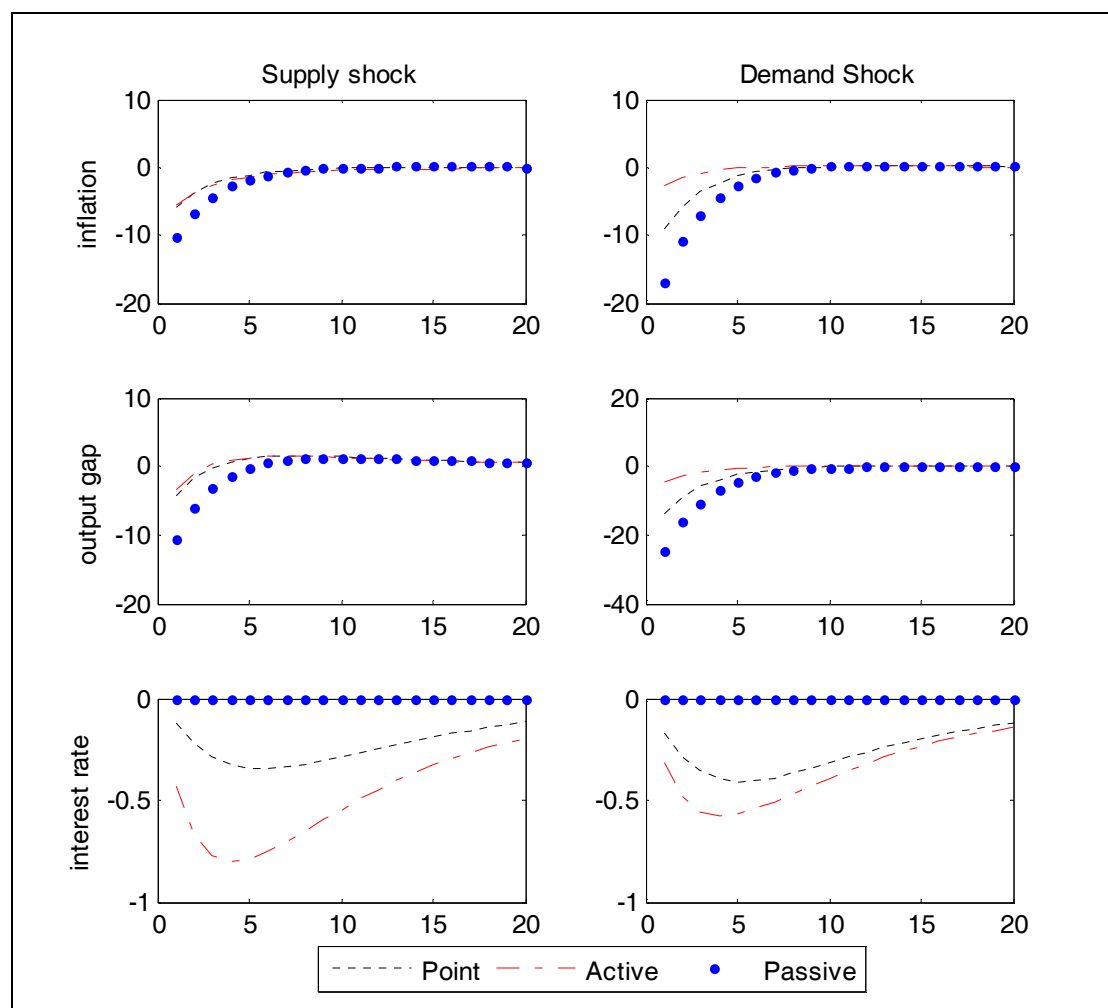 Supply shock Demand Shock
10 10
0 0
inflation
-10 -10
-20 -20
0 5 10 15 20 0 5 10 15 20
10 20
0 0
output gap
-10 -20
-20 -40
0 5 10 15 20 0 5 10 15 20
0 0
interest rate
-0.5 -0.5
-1 -1
0 5 10 15 20 0 5 10 15 20
Point Active Passive